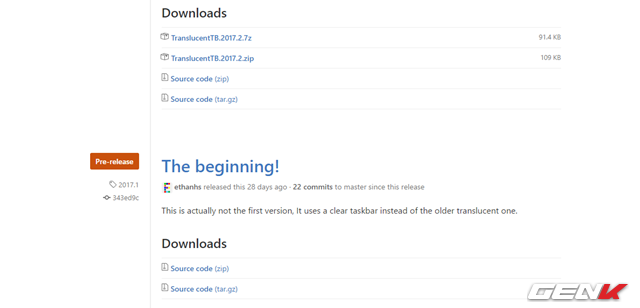 Downloads
TranslucentTB.2017.2.7z 91.4 KB
TranslucentTB.2017.2.zip 109 KB
Source code (zip)
Source code (tar.gz)
Pre-release
The beginning!
2017.1
ethanhs released this 28 days ago · 22 commits to master since this release
343ed9c
This is actually not the first version, It uses a clear taskbar instead of the older translucent one.
Downloads
Source code (zip)
Source code (tar.gz)
GENK